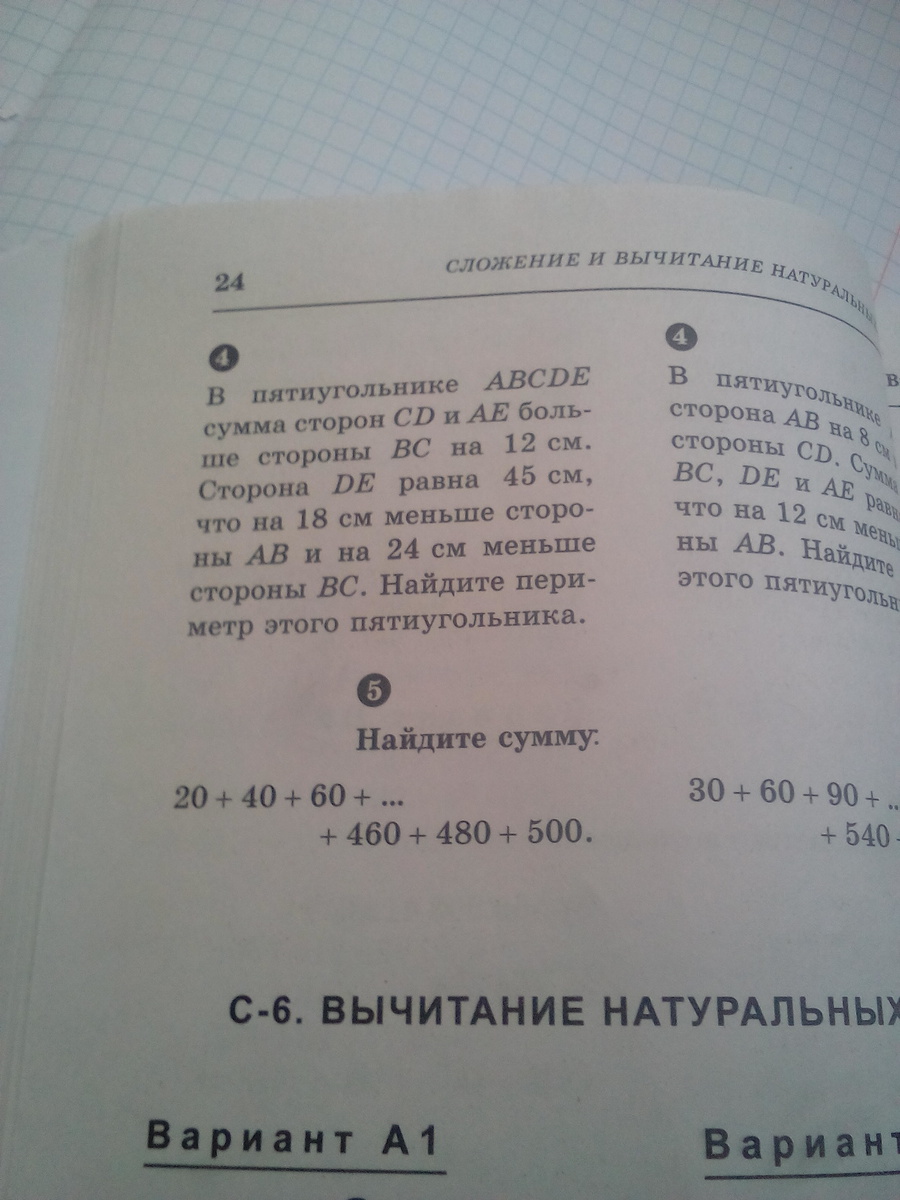 24
СЛОЖЕНИЕ И ВЫЧИТАНИЕ НАТУРАЛЬНЫ
4
В пятиугольнике ABCDE
сумма сторон CD и AE боль-
ше стороны BC на 12 см.
Сторона DE равна 45 см,
что на 18 см меньше сторо-
ны AB и на 24 см меньше
стороны BC. Найдите пери-
метр этого пятиугольника.
4
В пятиугольнике
сторона AB на 8 см
стороны CD. Сумма
BC, DE и AE равн
что на 12 см мень
ны AB. Найдите
этого пятиугольн
В
5
Найдите сумму:
20 + 40 + 60 + ...
+ 460 + 480 + 500.
30 + 60 + 90 + ..
+ 540
С-6. ВЫЧИТАНИЕ НАТУРАЛЬНЫХ
Вариант А1
Вариант